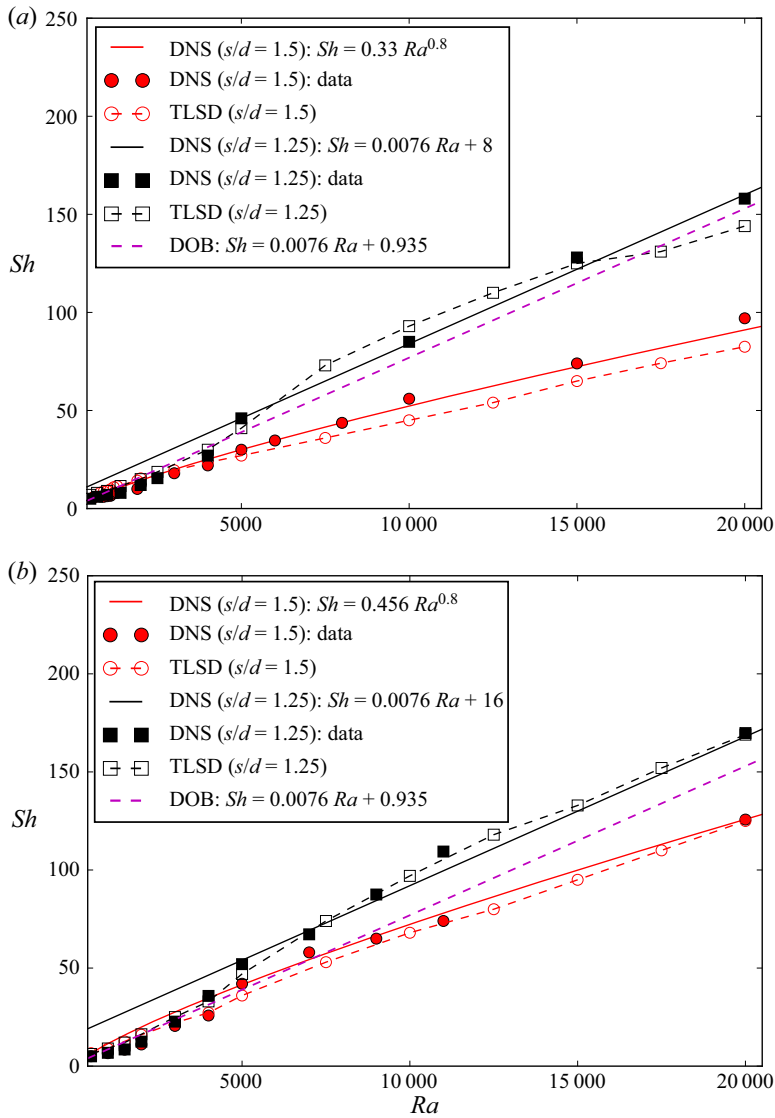 (a)
250
200
150
100
50
0
Sh
DNS (s/d = 1.5): Sh = 0.33 Ra^0.8
DNS (s/d = 1.5): data
TLSD (s/d = 1.5)
DNS (s/d = 1.25): Sh = 0.0076 Ra + 8
DNS (s/d = 1.25): data
TLSD (s/d = 1.25)
DOB: Sh = 0.0076 Ra + 0.935
5000 10 000 15 000 20 000
(b)
250
200
150
100
50
0
Sh
DNS (s/d = 1.5): Sh = 0.456 Ra^0.8
DNS (s/d = 1.5): data
TLSD (s/d = 1.5)
DNS (s/d = 1.25): Sh = 0.0076 Ra + 16
DNS (s/d = 1.25): data
TLSD (s/d = 1.25)
DOB: Sh = 0.0076 Ra + 0.935
5000 10 000 15 000 20 000
Ra